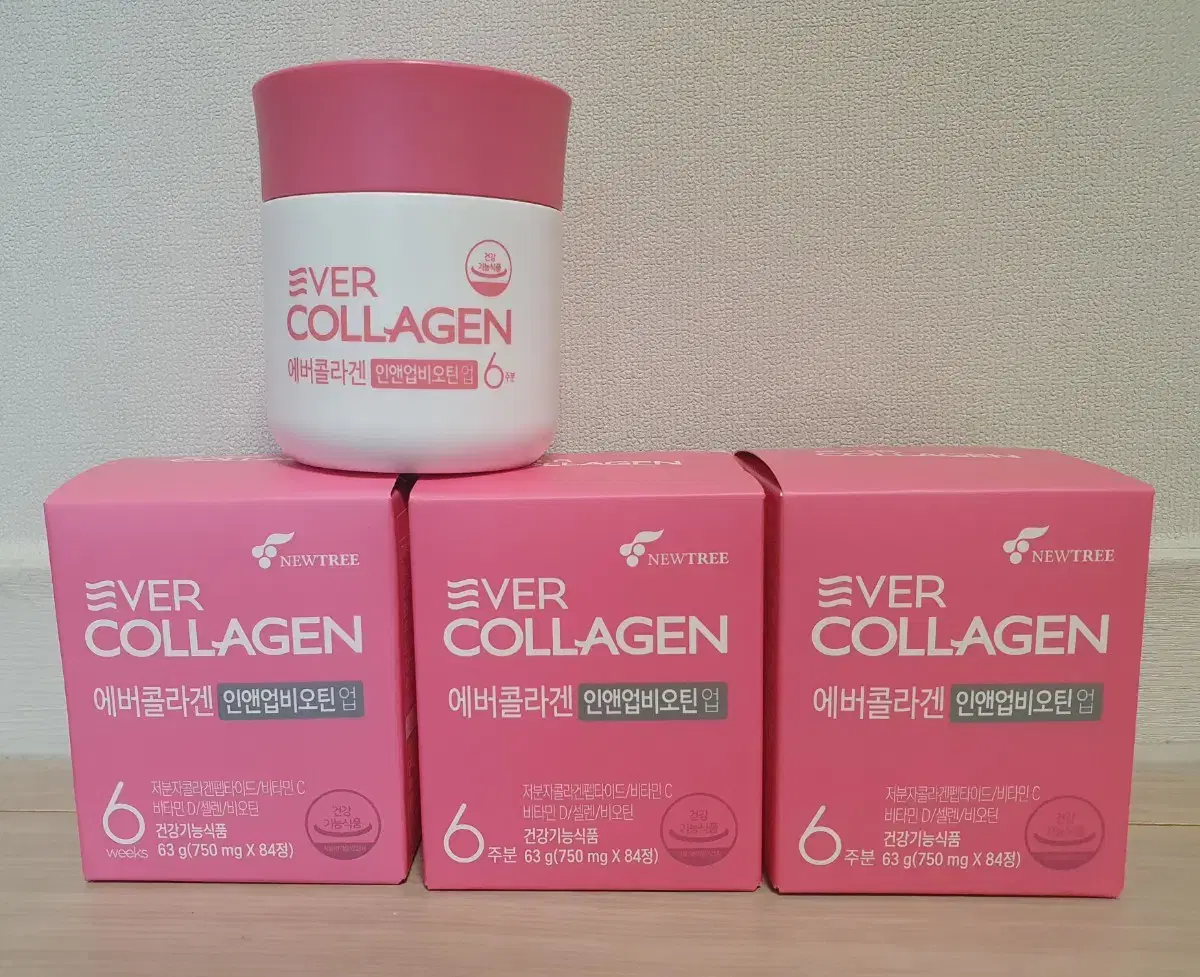 건강
기능식품
EVER
COLLAGEN
에버콜라겐 인앤업비오틴 업 6주분
COLLAGEN
NEWTREE
EVER
COLLAGEN
에버콜라겐 인앤업비오틴 업
저분자콜라겐펩타이드/비타민 C
비타민 D/셀렌/비오틴
건강기능식품
63 g(750 mg X 84정)
6 weeks
건강
기능식품
COLLAGEN
NEWTREE
EVER
COLLAGEN
에버콜라겐 인앤업비오틴 업
저분자콜라겐펩타이드/비타민 C
비타민 D/셀렌/비오틴
건강기능식품
63 g(750 mg X 84정)
6 주분
건강
기능식품
COLLAGEN
NEWTREE
EVER
COLLAGEN
에버콜라겐 인앤업비오틴 업
저분자콜라겐펩타이드/비타민 C
비타민 D/셀렌/비오틴
건강기능식품
63 g(750 mg X 84정)
6 주분
건강
기능식품